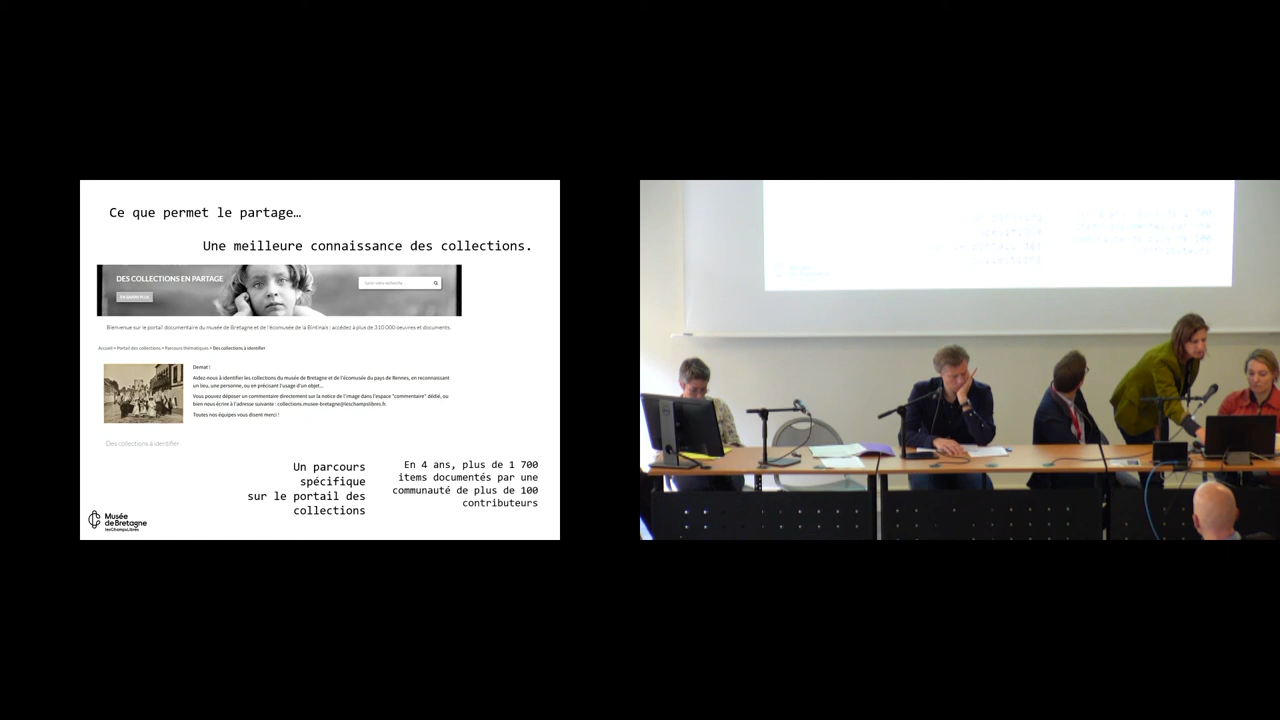 Ce que permet le partage…
Une meilleure connaissance des collections.
DES COLLECTIONS EN PARTAGE
EN SAVOIR PLUS
Saisir votre recherche
Bienvenue sur le portail documentaire du musée de Bretagne et de l'écomusée de la Bintinais : accédez à plus de 310 000 oeuvres et documents.
Accueil > Portail des collections > Parcours thématiques > Des collections à identifier
Demat !
Aidez-nous à identifier les collections du musée de Bretagne et de l'écomusée du pays de Rennes, en reconnaissant
un lieu, une personne, ou en précisant l'usage d'un objet...
Vous pouvez déposer un commentaire directement sur la notice de l'image dans l'espace "commentaire" dédié, ou
bien nous écrire à l'adresse suivante : collections.musee-bretagne@leschampslibres.fr.
Toutes nos équipes vous disent merci !
Des collections à identifier
Un parcours
spécifique
sur le portail des
collections
En 4 ans, plus de 1 700
items documentés par une
communauté de plus de 100
contributeurs
Musée
de Bretagne
lesChampsLibres